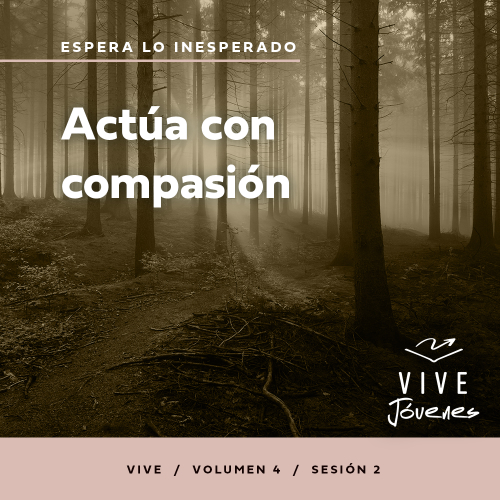 ESPERA LO INESPERADO
Actúa con
compasión
VIVE
Jóvenes
VIVE / VOLUMEN 4 / SESIÓN 2